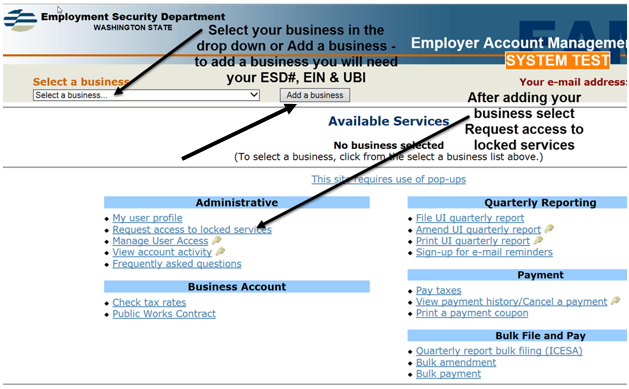 Employment Security Department
WASHINGTON STATE
Select your business in the
drop down or Add a business -
to add a business you will need
your ESD#, EIN & UBI
Employer Account Managemen
SYSTEM TEST
Select a business
Your e-mail address:
Select a business...
Add a business
After adding your
business select
Request access to
locked services
Available Services
No business selected
(To select a business, click from the select a business list above.)
This site requires use of pop-ups
Administrative
My user profile
Request access to locked services
Manage User Access
View account activity
Frequently asked questions
Business Account
Check tax rates
Public Works Contract
Quarterly Reporting
File UI quarterly report
Amend UI quarterly report
Print UI quarterly report
Sign-up for e-mail reminders
Payment
Pay taxes
View payment history/Cancel a payment
Print a payment coupon
Bulk File and Pay
Quarterly report bulk filing (ICESA)
Bulk amendment
Bulk payment